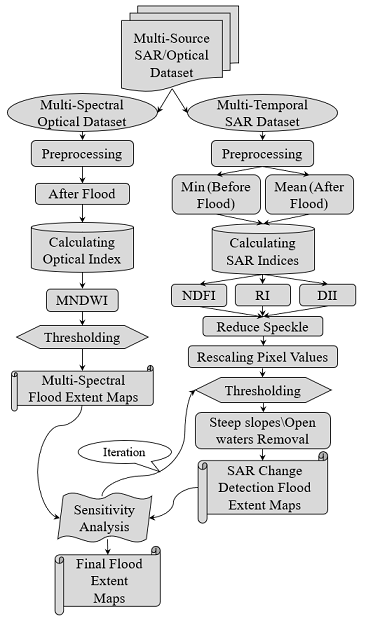 Multi-Source
SAR/Optical
Dataset
Multi-Spectral
Optical Dataset
Multi-Temporal
SAR Dataset
Preprocessing
Preprocessing
After Flood
Min (Before
Flood)
Mean (After
Flood)
Calculating
Optical Index
Calculating
SAR Indices
MNDWI
NDFI
RI
DII
Reduce Speckle
Thresholding
Rescaling Pixel Values
Multi-Spectral
Flood Extent Maps
Thresholding
Steep slopes\Open
waters Removal
Iteration
SAR Change
Detection Flood
Extent Maps
Sensitivity
Analysis
Final Flood
Extent
Maps